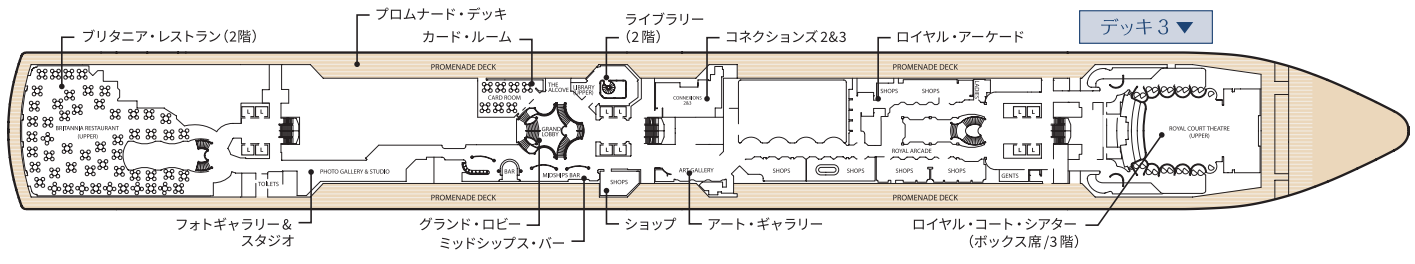 プロムナード・デッキ
ライブラリー
(2階)
デッキ3▼
ブリタニア・レストラン(2階)
カード・ルーム
コネクションズ2&3
ロイヤル・アーケード
PROMENADE DECK
PROMENADE DECK
CARD ROOM
THE
ALCOVE
LIBRARY
(UPPER)
CONNEXIONS
2&3
SHOPS
SHOPS
LADIES
L
L
L
L
L
L
BRITANNIA RESTAURANT
(UPPER)
GRAND
LOBBY
ROYAL COURT THEATRE
(UPPER)
L
L
L
L
L
L
ROYAL ARCADE
TOILETS
PHOTO GALLERY & STUDIO
BAR
MIDSHIPS BAR
SHOPS
ART GALLERY
SHOPS
SHOPS
SHOPS
SHOPS
GENTS
PROMENADE DECK
PROMENADE DECK
フォトギャラリー&
スタジオ
グランド・ロビー
ミッドシップス・バー
ショップ
アート・ギャラリー
ロイヤル・コート・シアター
(ボックス席/3階)